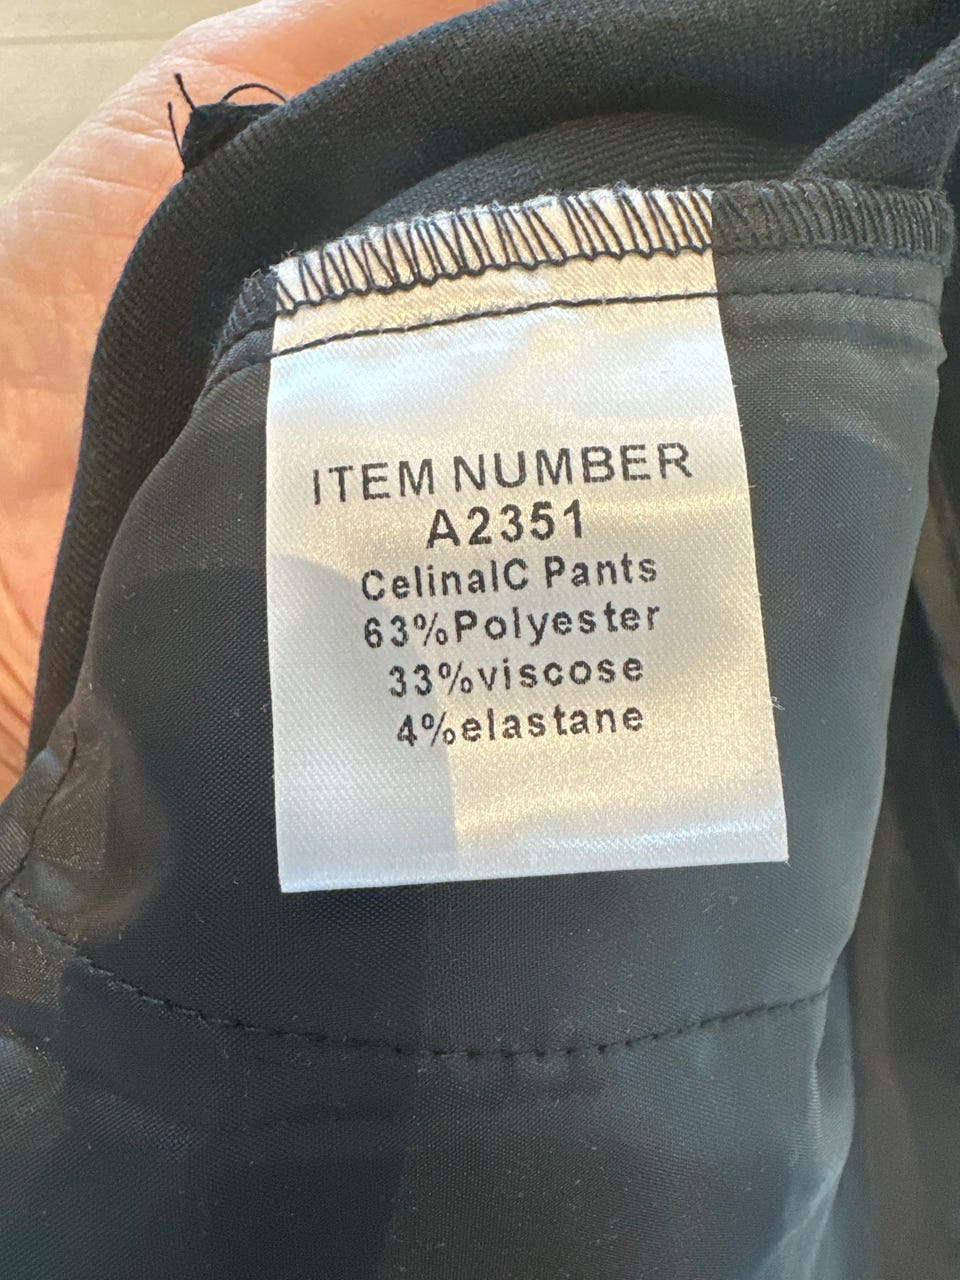 ITEM NUMBER
A2351
CelinalC Pants
63%Polyester
33%viscose
4%elastane